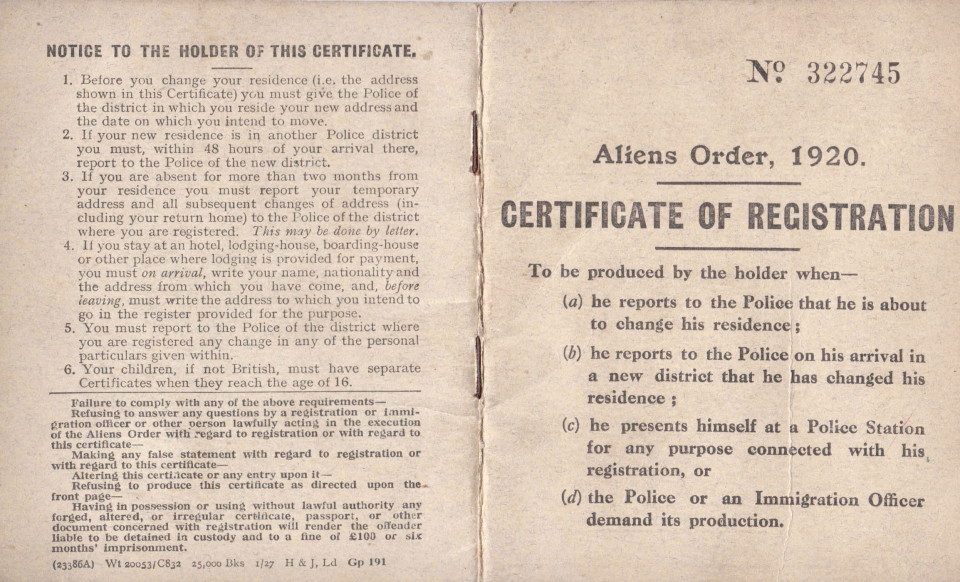 NOTICE TO THE HOLDER OF THIS CERTIFICATE.
1. Before you change your residence (i.e. the address
shown in this Certificate) you must give the Police of
the district in which you reside your new address and
the date on which you intend to move.
2. If your new residence is in another Police district
you must, within 48 hours of your arrival there,
report to the Police of the new district.
3. If you are absent for more than two months from
your residence you must report your temporary
address and all subsequent changes of address (in-
cluding your return home) to the Police of the district
where you are registered. This may be done by letter.
4. If you stay at an hotel, lodging-house, boarding-house
or other place where lodging is provided for payment,
you must on arrival, write your name, nationality and
the address from which you have come, and, before
leaving, must write the address to which you intend to
go in the register provided for the purpose.
5. You must report to the Police of the district where
you are registered any change in any of the personal
particulars given within.
6. Your children, if not British, must have separate
Certificates when they reach the age of 16.
Failure to comply with any of the above requirements—
Refusing to answer any questions by a registration or immi-
gration officer or other person lawfully acting in the execution
of the Aliens Order with regard to registration or with regard to
this certificate—
Making any false statement with regard to registration or
with regard to this certificate—
Altering this certificate or any entry upon it—
Refusing to produce this certificate as directed upon the
front page—
Having in possession or using without lawful authority any
forged, altered, or irregular certificate, passport, or other
document concerned with registration will render the offender
liable to be detained in custody and to a fine of £100 or six
months' imprisonment.
(23386A) Wt 20053/C832 25,000 Bks 1/27 H & J, Ld Gp 191
No. 322745
Aliens Order, 1920.
CERTIFICATE OF REGISTRATION
To be produced by the holder when—
(a) he reports to the Police that he is about
to change his residence;
(b) he reports to the Police on his arrival in
a new district that he has changed his
residence;
(c) he presents himself at a Police Station
for any purpose connected with his
registration, or
(d) the Police or an Immigration Officer
demand its production.